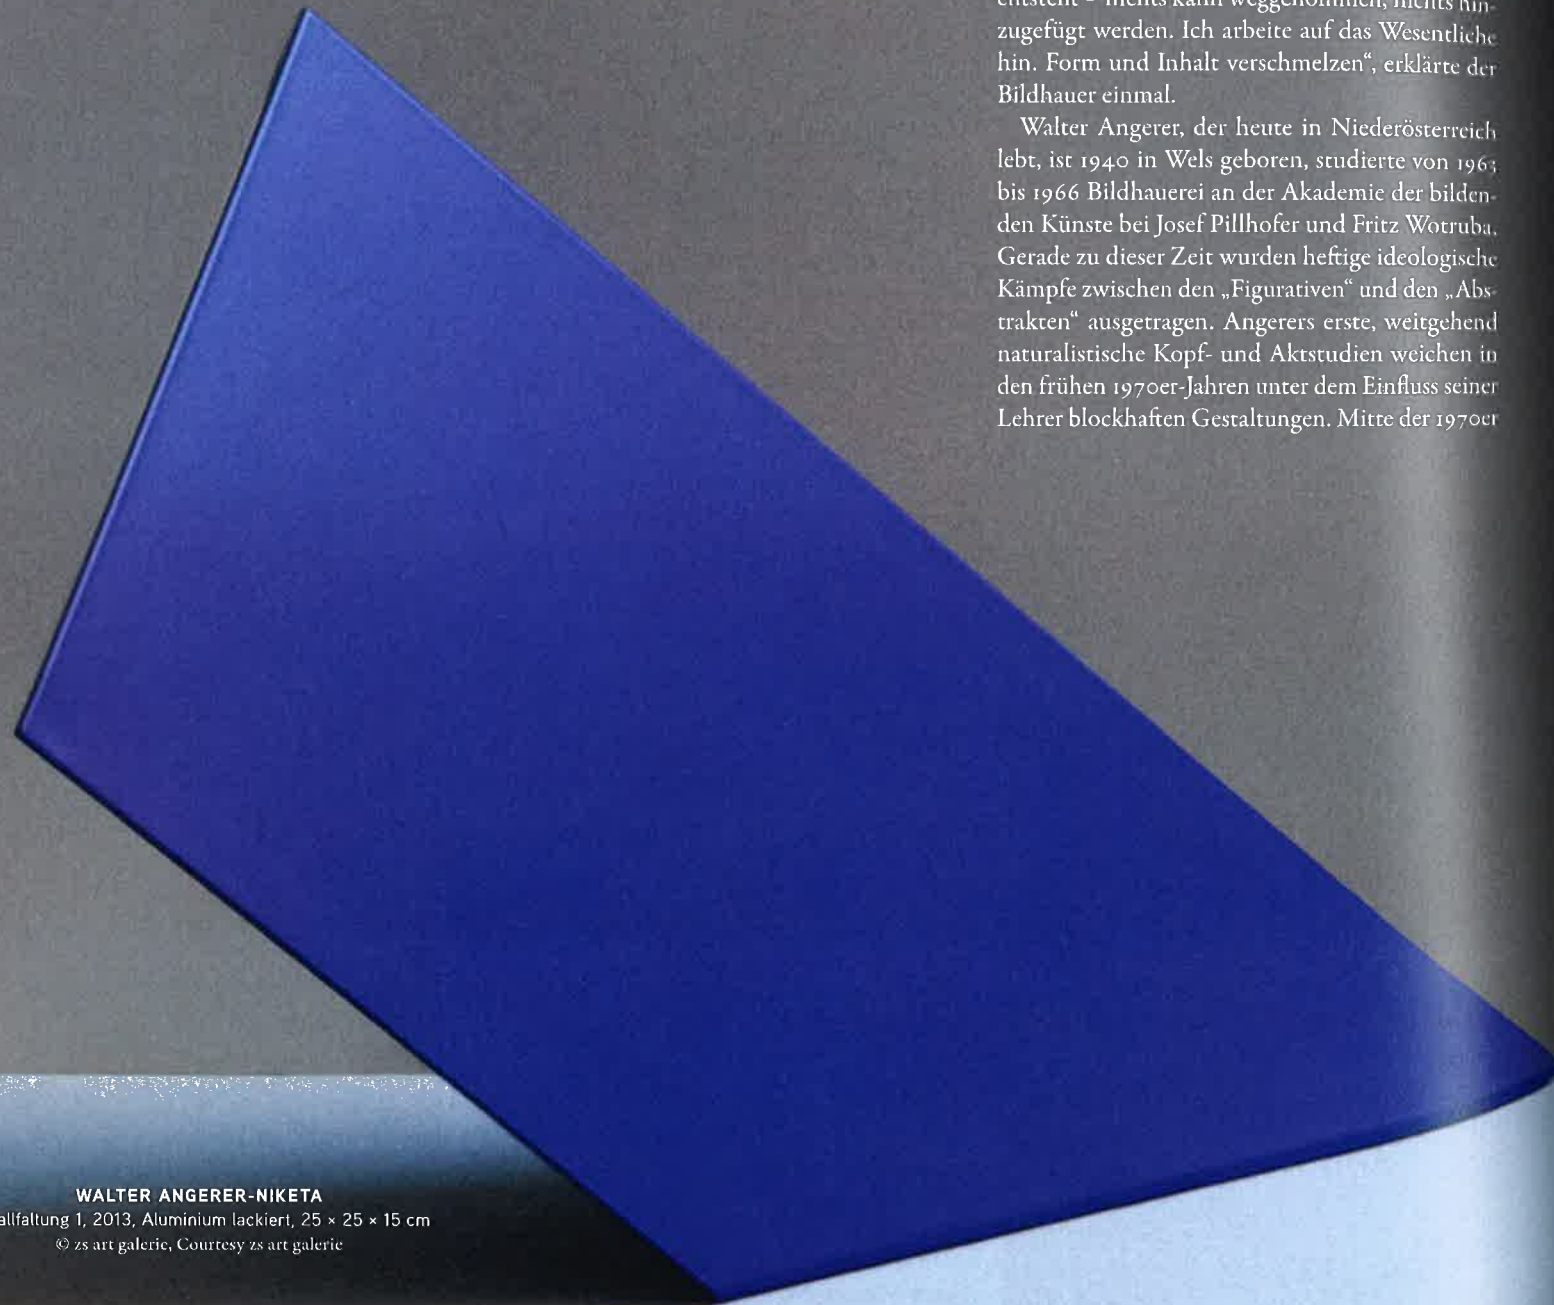 zugefügt werden. Ich arbeite auf das Wesentliche
hin. Form und Inhalt verschmelzen“, erklärte der
Bildhauer einmal.
Walter Angerer, der heute in Niederösterreich
lebt, ist 1940 in Wels geboren, studierte von 1963
bis 1966 Bildhauerei an der Akademie der bilden-
den Künste bei Josef Pillhofer und Fritz Wotruba.
Gerade zu dieser Zeit wurden heftige ideologische
Kämpfe zwischen den „Figurativen“ und den „Abs-
trakten“ ausgetragen. Angerers erste, weitgehend
naturalistische Kopf- und Aktstudien weichen in
den frühen 1970er-Jahren unter dem Einfluss seiner
Lehrer blockhaften Gestaltungen. Mitte der 1970er
WALTER ANGERER-NIKETA
allfaltung 1, 2013, Aluminium lackiert, 25 × 25 × 15 cm
© zs art galerie, Courtesy zs art galerie